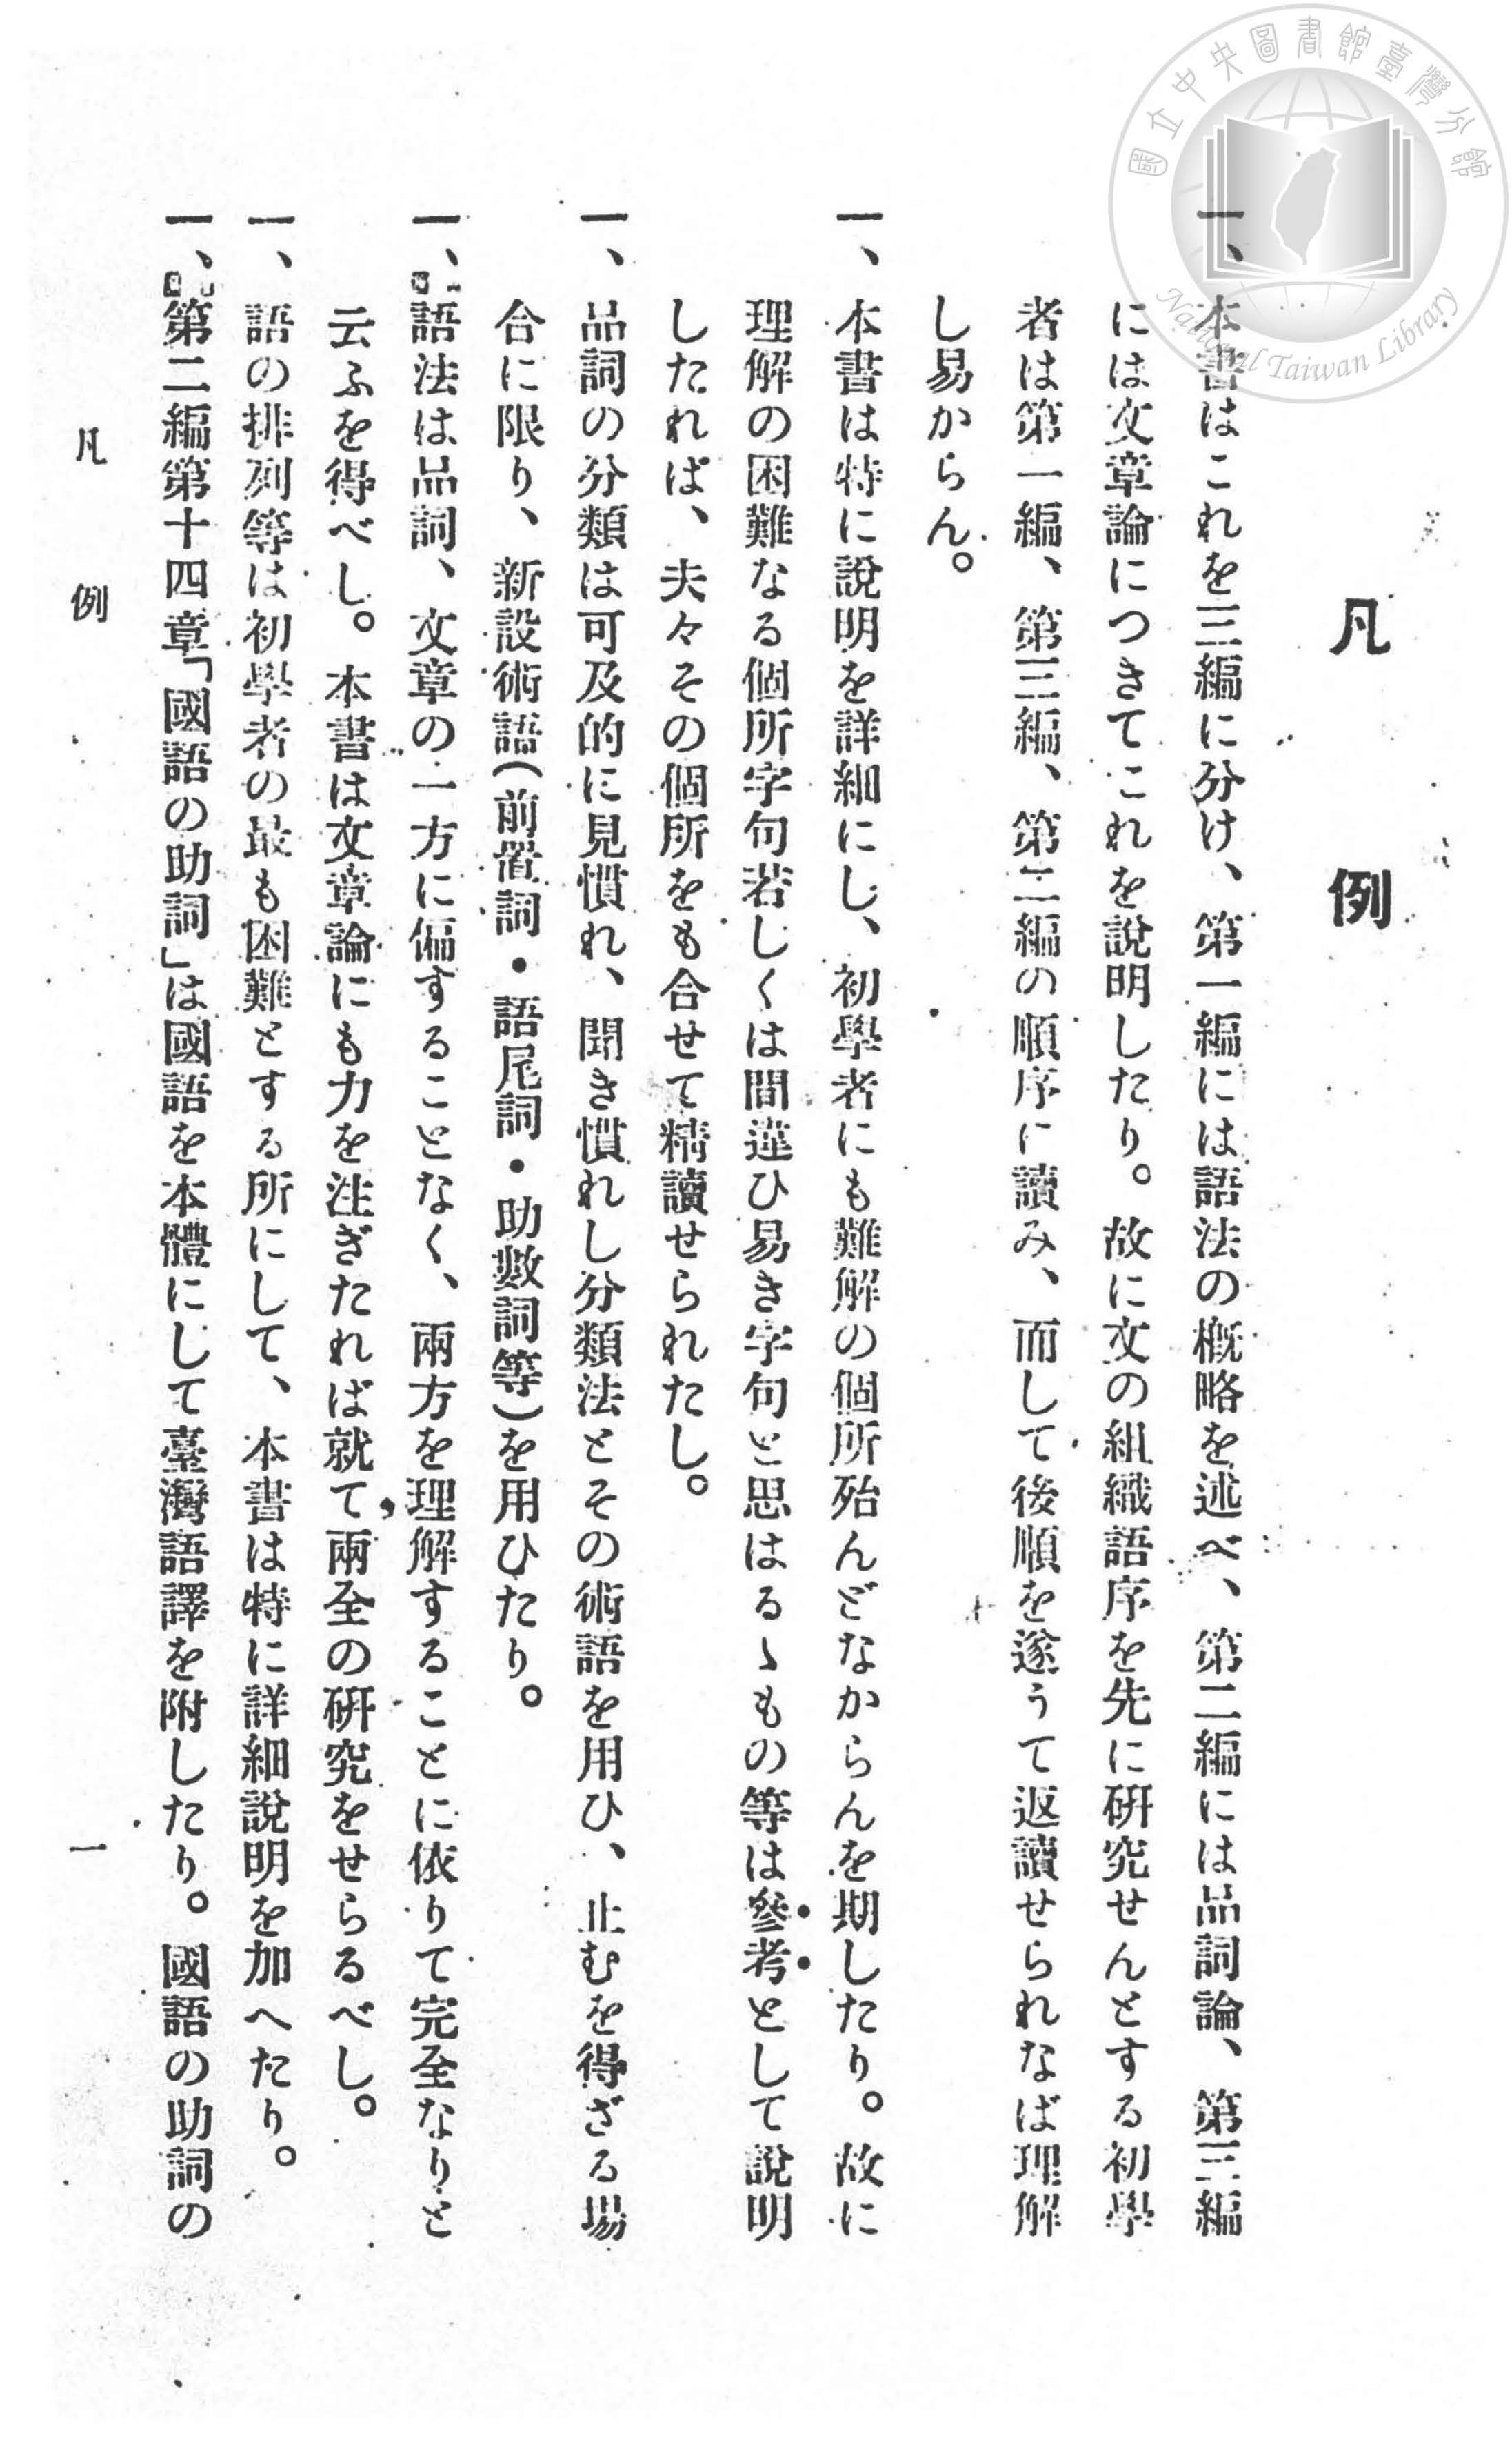 國立中央圖書館臺灣分館
National Taiwan Library
凡例
一、本書はこれを三編に分け、第一編には語法の槪略を述べ、第二編には品詞論、第三編
には文章論につきてこれを說明したり。故に文の組織語序を先に硏究せんとする初學
者は第一編、第三編、第二編の順序に讀み、而して後順を遂うて返讀せられなば理解
し易からん。
一、本書は特に說明を詳細にし、初學者にも難解の個所殆んどなからんを期したり。故に
理解の困難なる個所字句若しくは間違ひ易き字句と思はるゝもの等は參考として說明
したれば、夫々その個所をも合せて精讀せられたし。
一、品詞の分類は可及的に見慣れ、聞き慣れし分類法とその術語を用ひ、止むを得ざる場
合に限り、新設術語(前置詞・語尾詞・助數詞等)を用ひたり。
一、語法は品詞、文章の一方に偏することなく、兩方を理解することに依りて完全なりと
云ふを得べし。本書は文章論にも力を注ぎたれば就て兩全の硏究をせらるべし。
一、語の排列等は初學者の最も困難とする所にして、本書は特に詳細說明を加へたり。
一、第二編第十四章「國語の助詞」は國語を本體にして臺灣語譯を附したり。國語の助詞の
凡例
一